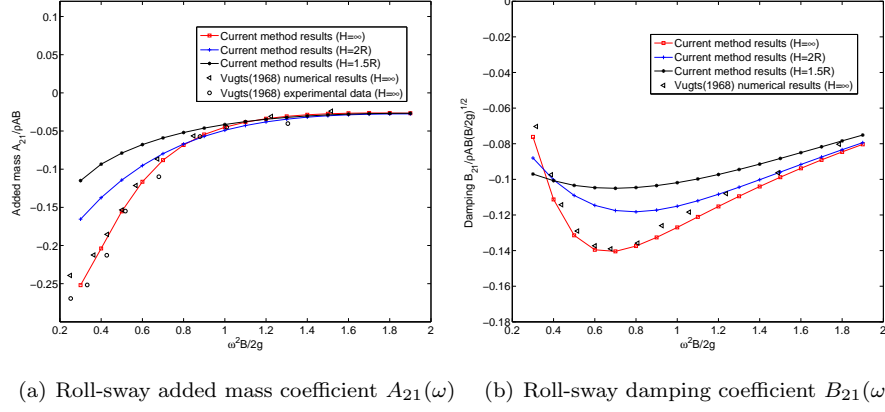 0.1
0.05
0
−0.05
−0.1
−0.15
−0.2
−0.25
0.2 0.4 0.6 0.8 1 1.2 1.4 1.6 1.8 2
ω²B/2g
Added mass A₂₁/ρAB
Current method results (H=∞)
Current method results (H=2R)
Current method results (H=1.5R)
Vugts(1968) numerical results (H=∞)
Vugts(1968) experimental data (H=∞)
(a) Roll-sway added mass coefficient A₂₁(ω)
0
−0.02
−0.04
−0.06
−0.08
−0.1
−0.12
−0.14
−0.16
−0.18
0.2 0.4 0.6 0.8 1 1.2 1.4 1.6 1.8 2
ω²B/2g
Damping B₂₁/ρAB(B/2g)^1/2
Current method results (H=∞)
Current method results (H=2R)
Current method results (H=1.5R)
Vugts(1968) numerical results (H=∞)
(b) Roll-sway damping coefficient B₂₁(ω